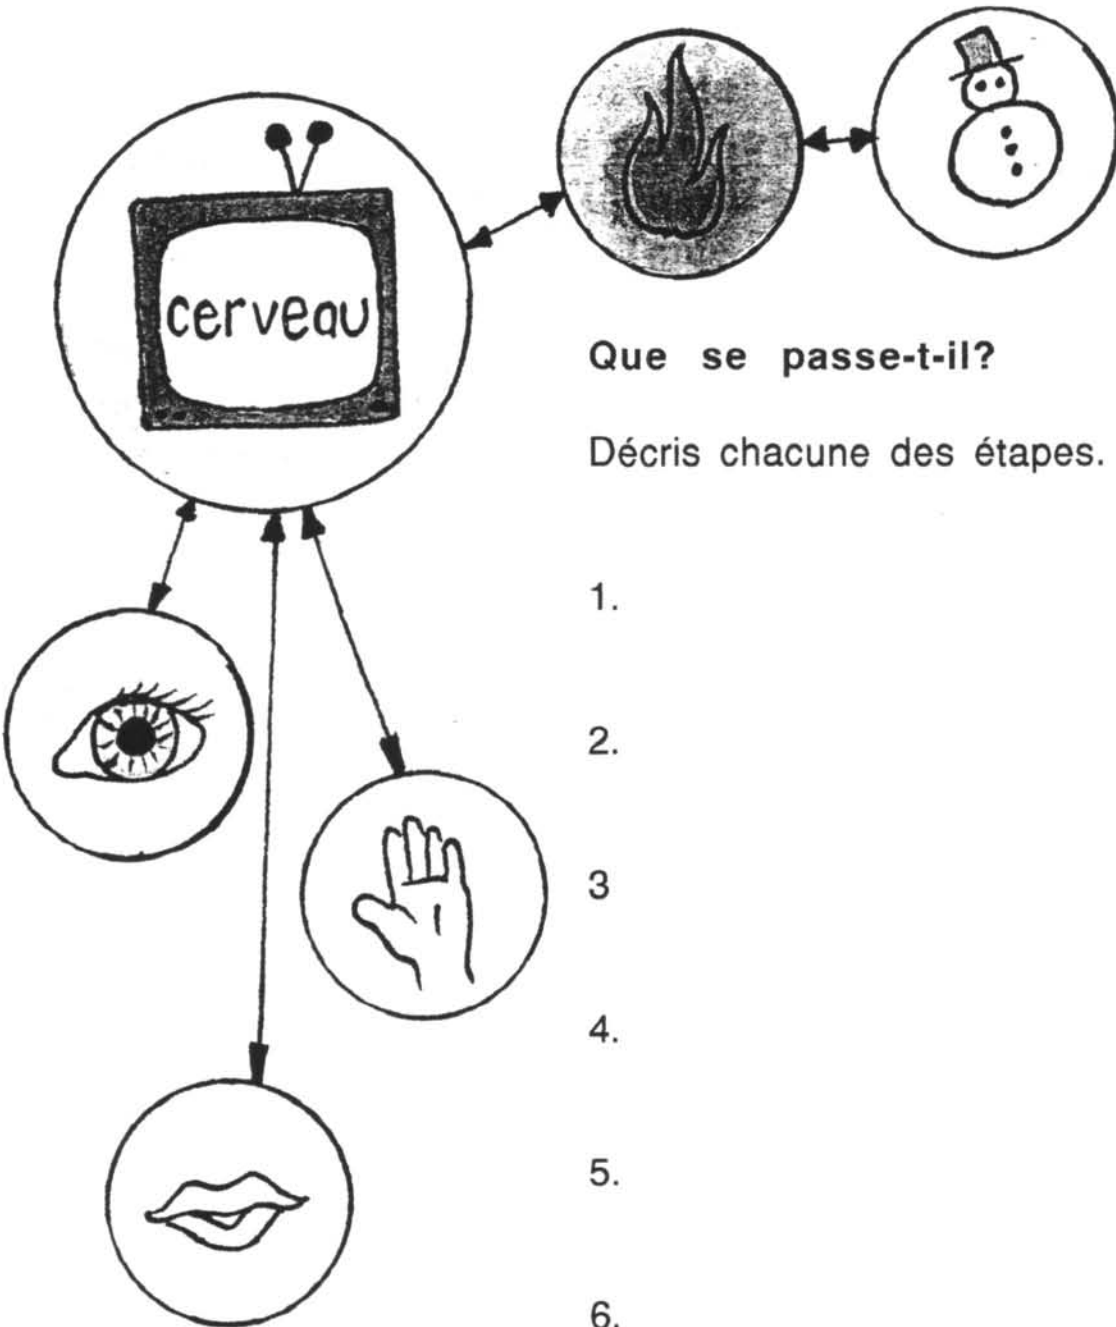 cerveau
Que se passe-t-il?
Décris chacune des étapes.
1.
2.
3
4.
5.
6.